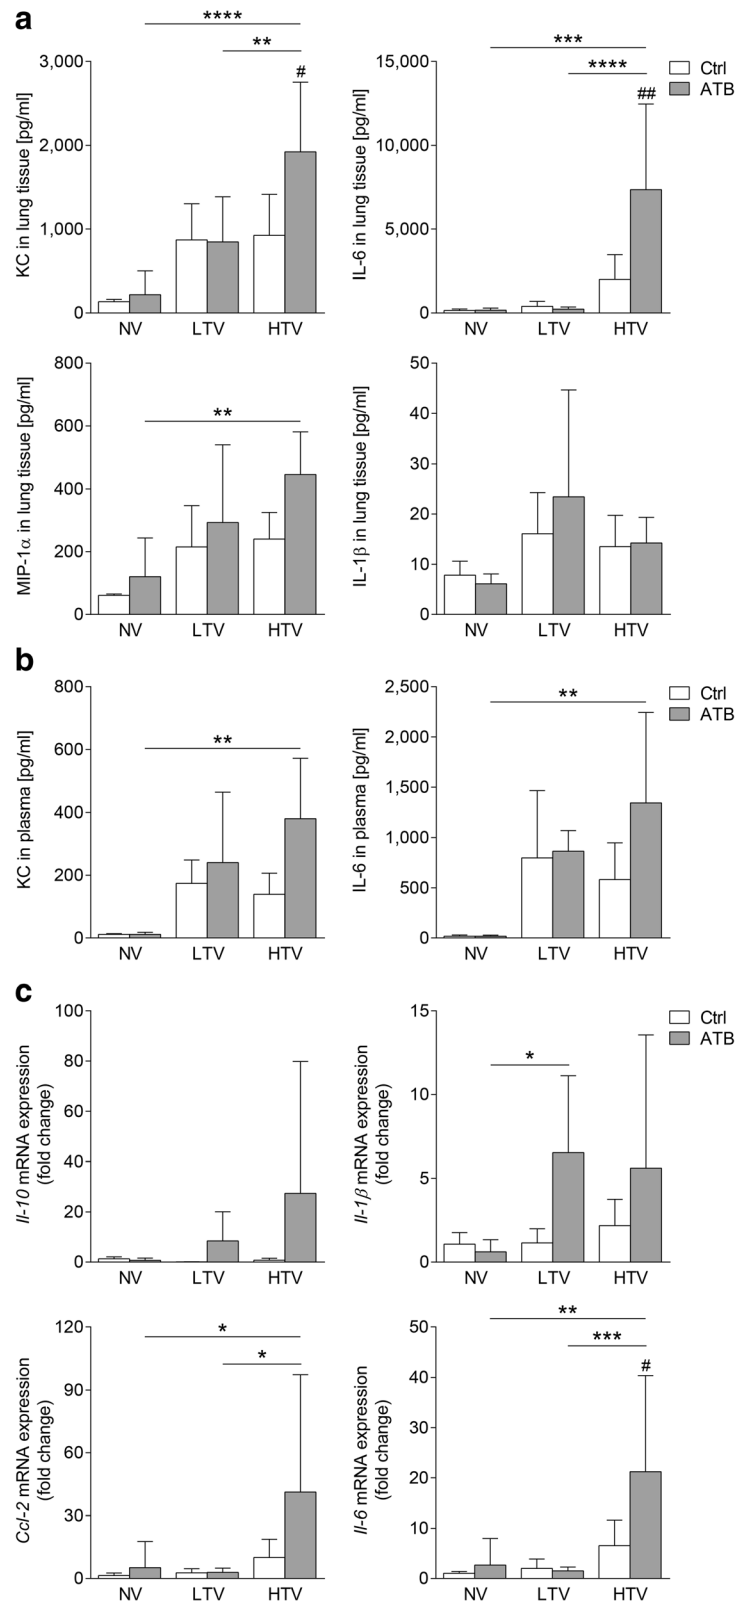 a
****
**
#
3,000
2,000
1,000
0
KC in lung tissue [pg/ml]
NV LTV HTV
***
****
##
15,000
10,000
5,000
0
IL-6 in lung tissue [pg/ml]
NV LTV HTV
Ctrl
ATB
**
800
600
400
200
0
MIP-1α in lung tissue [pg/ml]
NV LTV HTV
50
40
30
20
10
0
IL-1β in lung tissue [pg/ml]
NV LTV HTV
b
**
800
600
400
200
0
KC in plasma [pg/ml]
NV LTV HTV
**
2,500
2,000
1,500
1,000
500
0
IL-6 in plasma [pg/ml]
NV LTV HTV
Ctrl
ATB
c
100
80
60
40
20
0
Il-10 mRNA expression
(fold change)
NV LTV HTV
*
15
10
5
0
Il-1β mRNA expression
(fold change)
NV LTV HTV
Ctrl
ATB
*
*
120
90
60
30
0
Ccl-2 mRNA expression
(fold change)
NV LTV HTV
**
***
#
50
40
30
20
10
0
Il-6 mRNA expression
(fold change)
NV LTV HTV